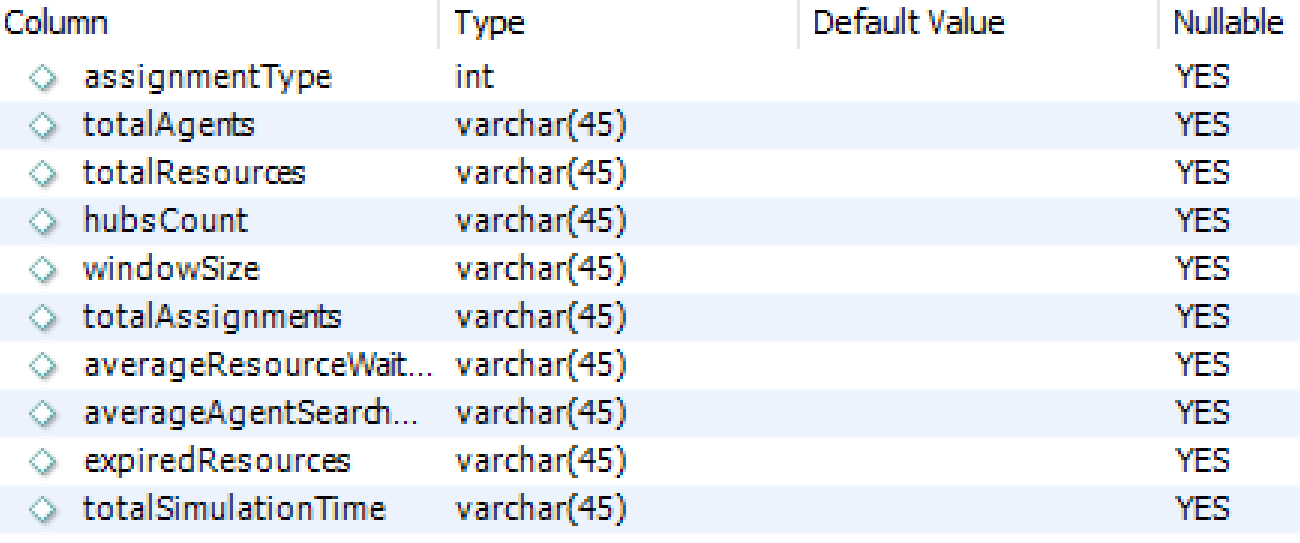 Column Type Default Value Nullable
assignmentType int YES
totalAgents varchar(45) YES
totalResources varchar(45) YES
hubsCount varchar(45) YES
windowSize varchar(45) YES
totalAssignments varchar(45) YES
averageResourceWait... varchar(45) YES
averageAgentSearch... varchar(45) YES
expiredResources varchar(45) YES
totalSimulationTime varchar(45) YES